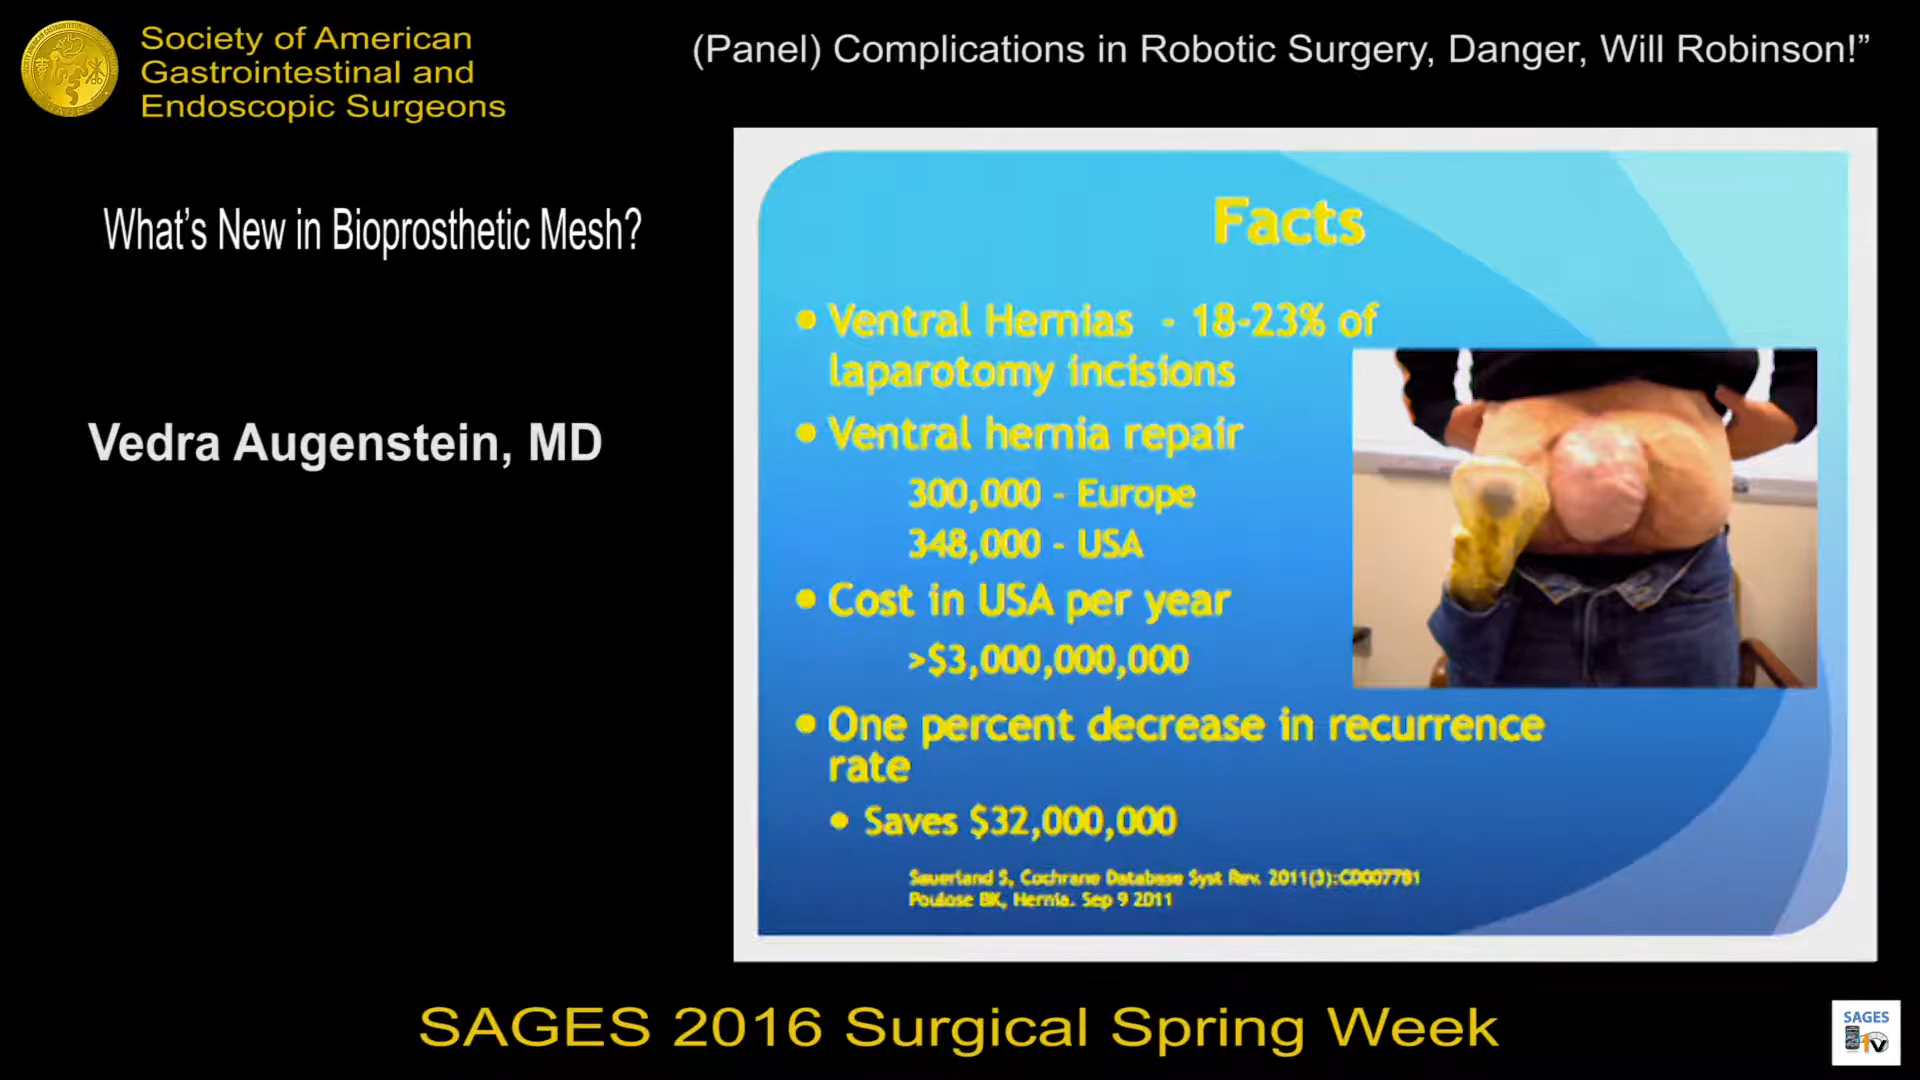 Society of American
Gastrointestinal and
Endoscopic Surgeons
(Panel) Complications in Robotic Surgery, Danger, Will Robinson!”
What’s New in Bioprosthetic Mesh?
Vedra Augenstein, MD
Facts
• Ventral Hernias - 18-23% of
laparotomy incisions
• Ventral hernia repair
300,000 - Europe
348,000 - USA
• Cost in USA per year
>$3,000,000,000
• One percent decrease in recurrence
rate
• Saves $32,000,000
Sauerland S, Cochrane Database Syst Rev. 2011(3):CD007781
Poulose BK, Hernia. Sep 9 2011
SAGES 2016 Surgical Spring Week
SAGES
TV